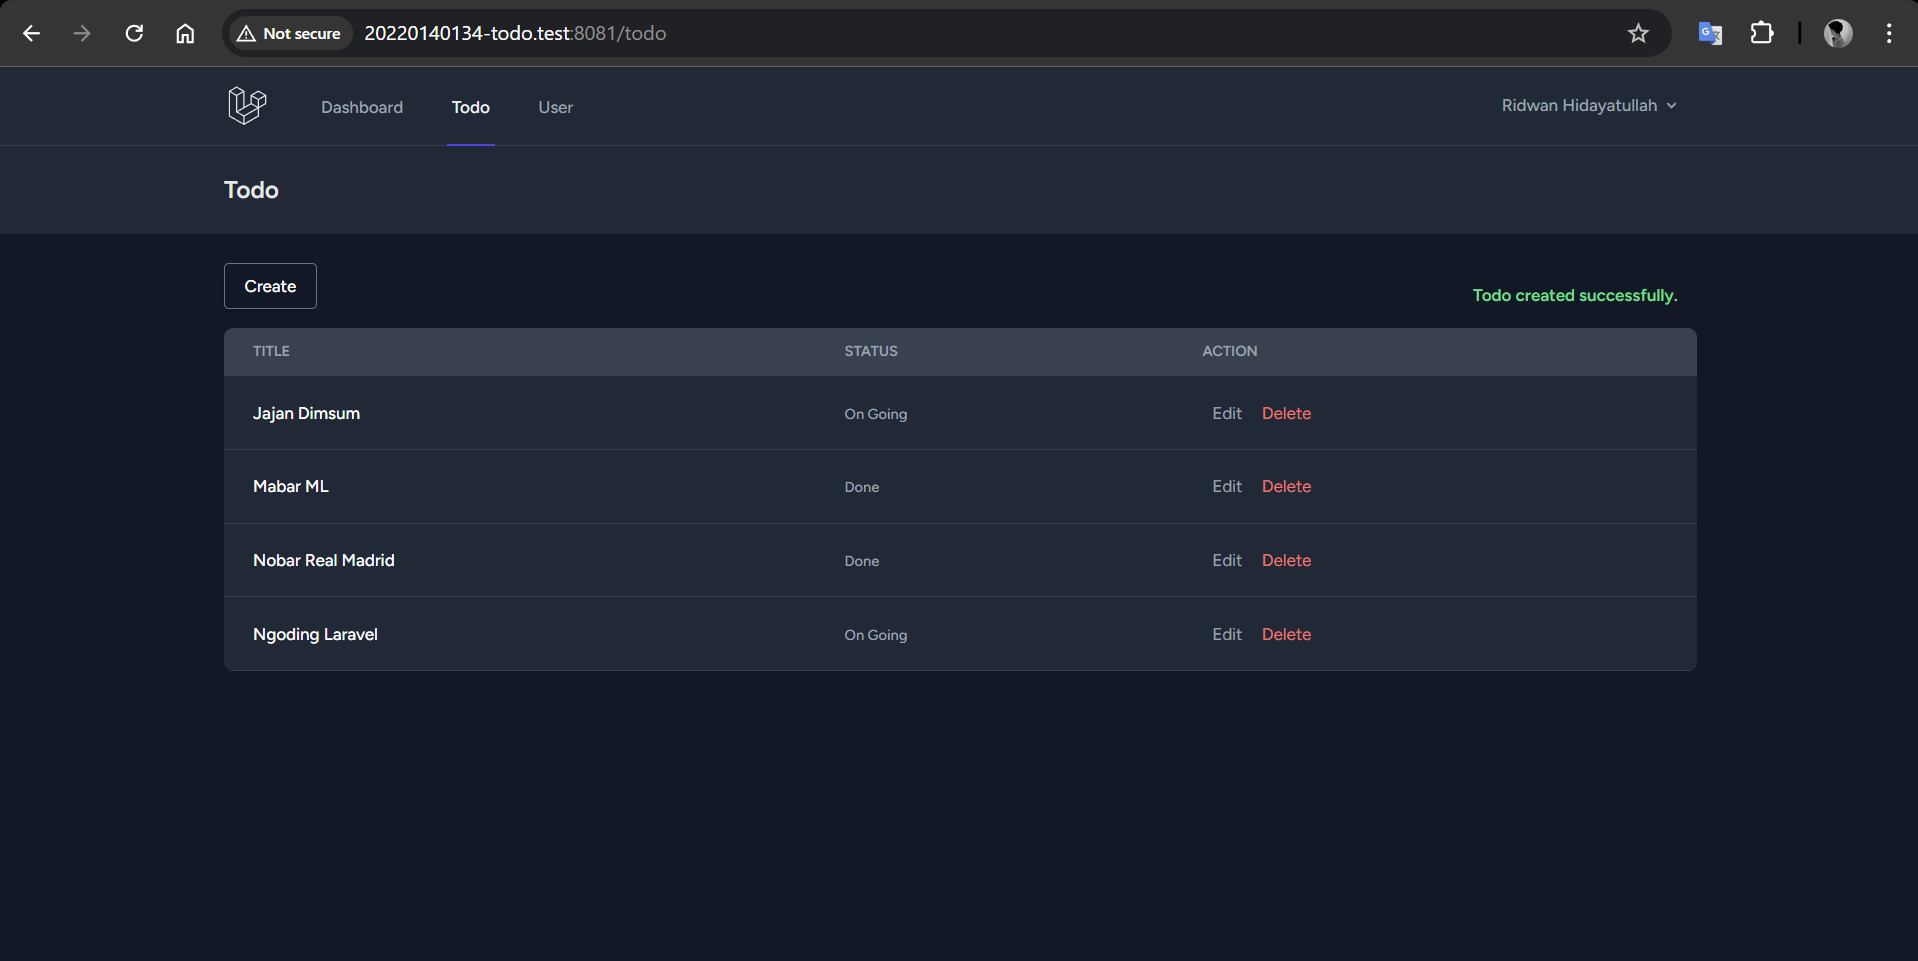 Not secure 20220140134-todo.test:8081/todo
Dashboard Todo User Ridwan Hidayatullah
Todo
Create
Todo created successfully.
TITLE STATUS ACTION
Jajan Dimsum On Going Edit Delete
Mabar ML Done Edit Delete
Nobar Real Madrid Done Edit Delete
Ngoding Laravel On Going Edit Delete